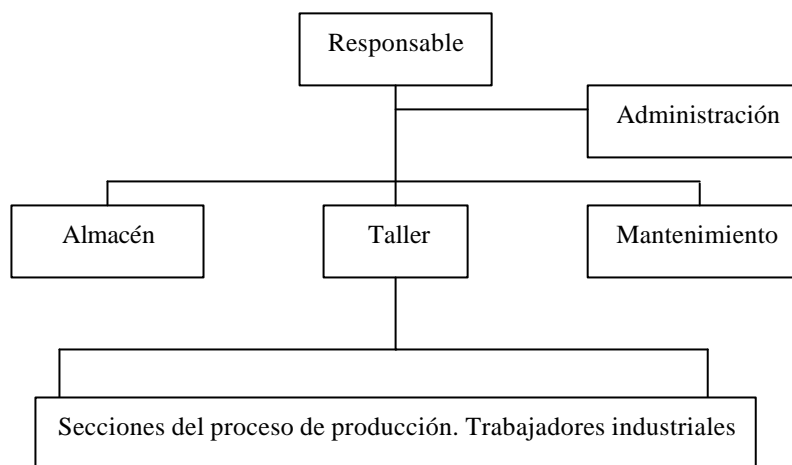 Responsable
Administración
Almacén
Taller
Mantenimiento
Secciones del proceso de producción. Trabajadores industriales